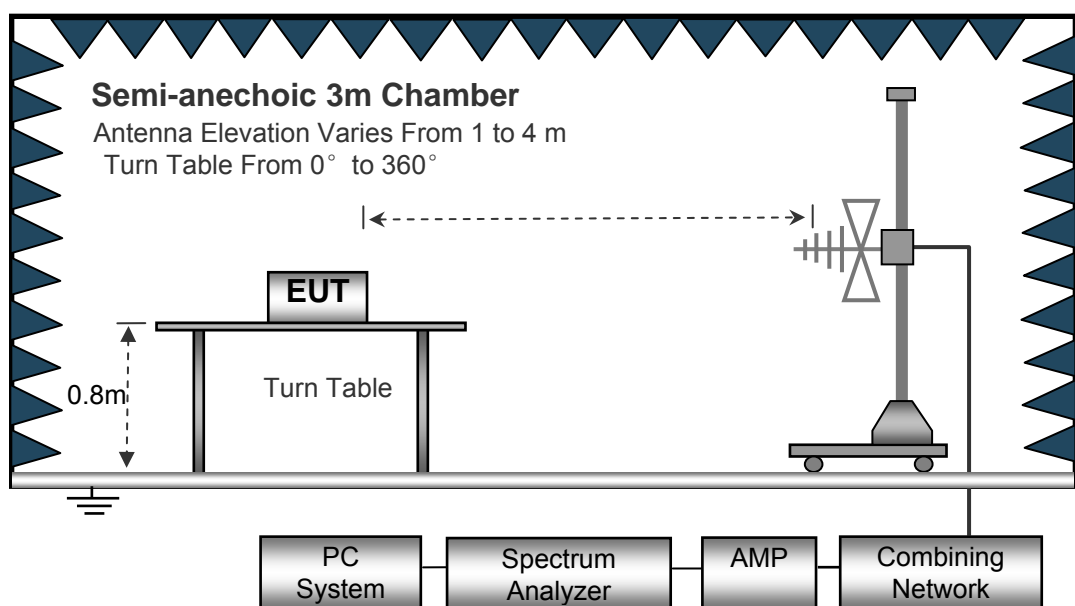 Semi-anechoic 3m Chamber
Antenna Elevation Varies From 1 to 4 m
Turn Table From 0° to 360°
EUT
0.8m
Turn Table
PC
System
Spectrum
Analyzer
AMP
Combining
Network